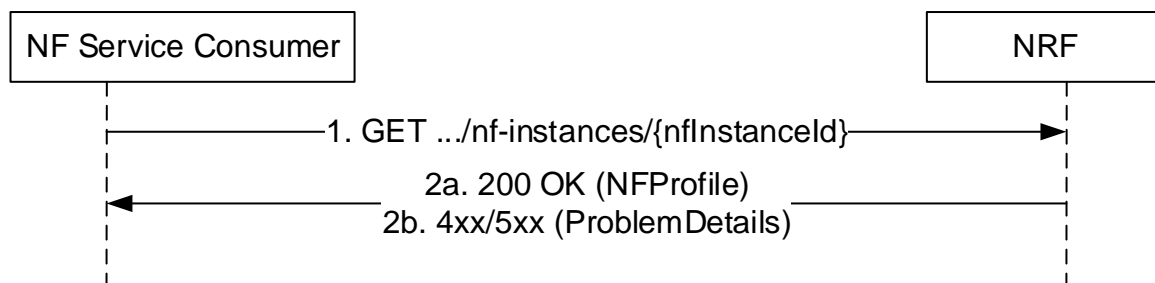 NF Service Consumer
NRF
1. GET .../nf-instances/{nfInstanceId}
2a. 200 OK (NFProfile)
2b. 4xx/5xx (ProblemDetails)